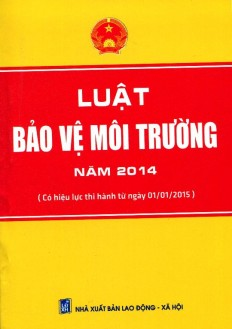 LUẬT
BẢO VỆ MÔI TRƯỜNG
NĂM 2014
( Có hiệu lực thi hành từ ngày 01/01/2015 )
NHÀ XUẤT BẢN LAO ĐỘNG - XÃ HỘI